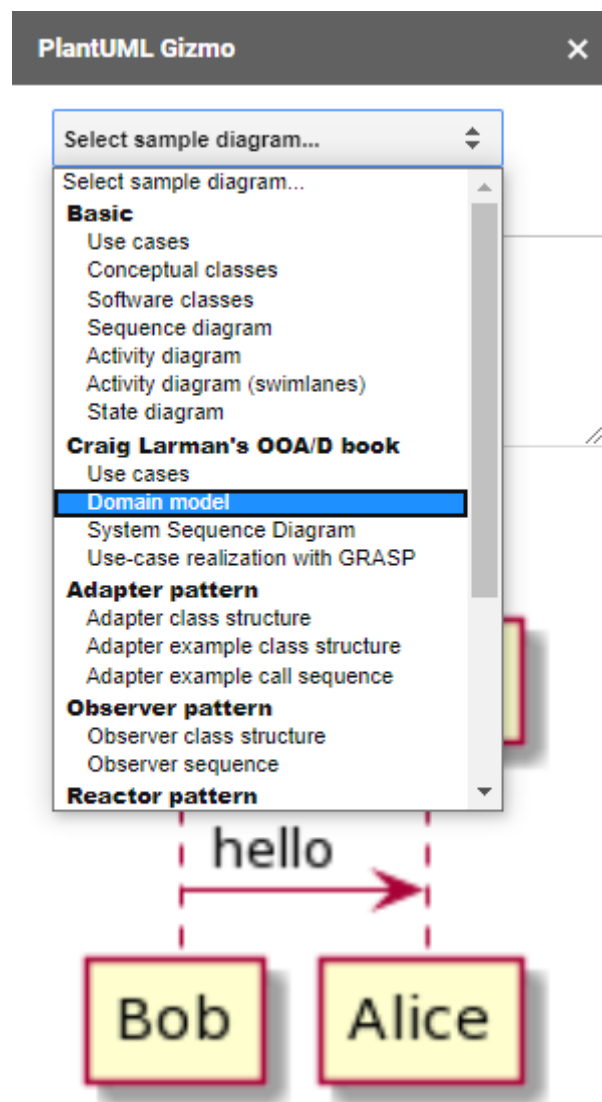 PlantUML Gizmo
Select sample diagram...
Select sample diagram...
Basic
Use cases
Conceptual classes
Software classes
Sequence diagram
Activity diagram
Activity diagram (swimlanes)
State diagram
Craig Larman's OOA/D book
Use cases
Domain model
System Sequence Diagram
Use-case realization with GRASP
Adapter pattern
Adapter class structure
Adapter example class structure
Adapter example call sequence
Observer pattern
Observer class structure
Observer sequence
Reactor pattern
hello
Bob Alice